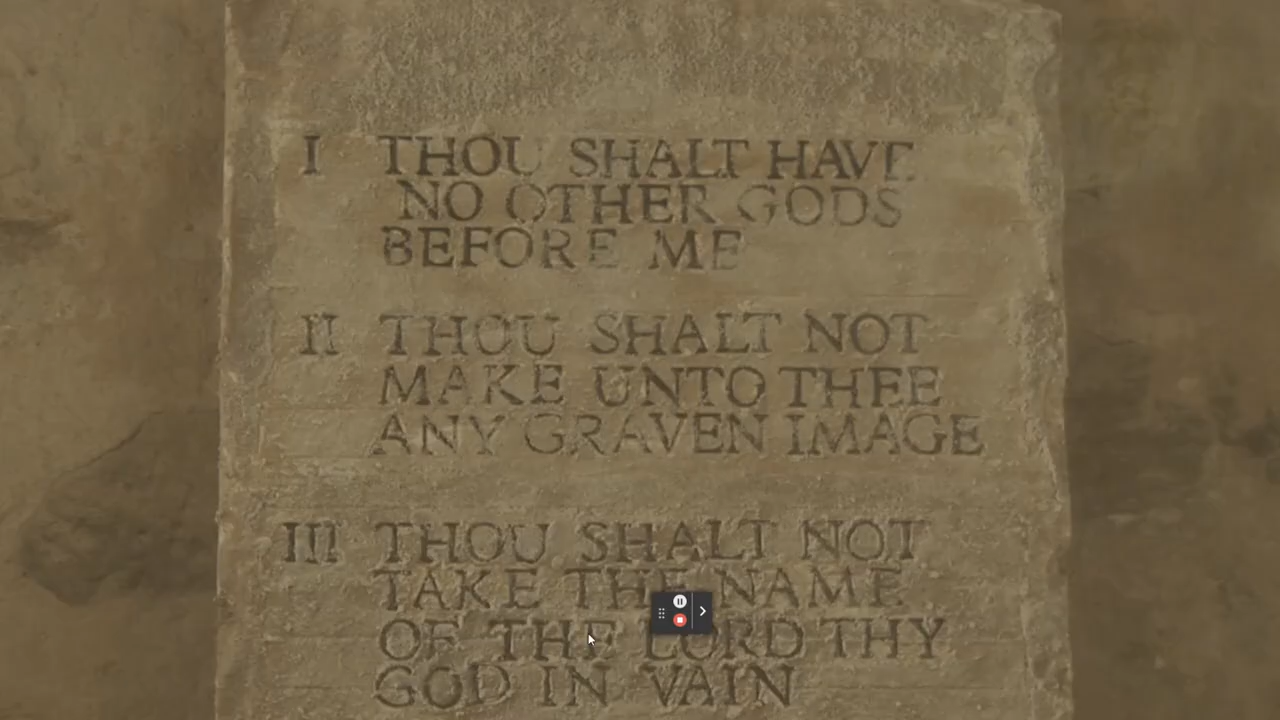 I THOU SHALT HAVE
NO OTHER GODS
BEFORE ME
II THOU SHALT NOT
MAKE UNTO THEE
ANY GRAVEN IMAGE
III THOU SHALT NOT
TAKE THE NAME
OF THE LORD THY
GOD IN VAIN